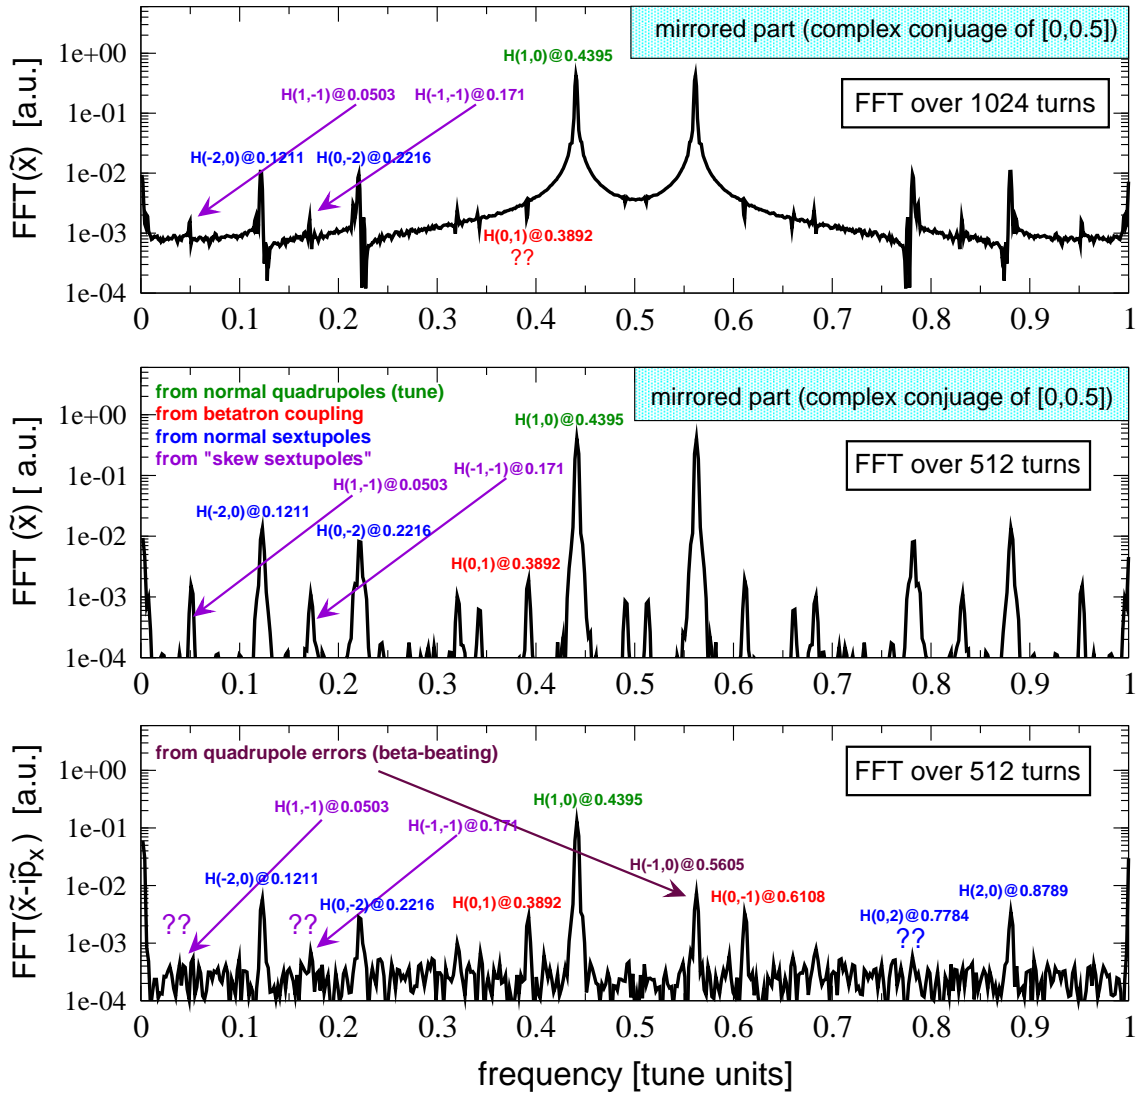 mirrored part (complex conjuage of [0,0.5])
FFT over 1024 turns
H(1,0)@0.4395
H(1,-1)@0.0503
H(-1,-1)@0.171
H(-2,0)@0.1211
H(0,-2)@0.2216
H(0,1)@0.3892
??
FFT(x̃) [a.u.]
1e+00
1e-01
1e-02
1e-03
1e-04
0 0.1 0.2 0.3 0.4 0.5 0.6 0.7 0.8 0.9 1
from normal quadrupoles (tune)
from betatron coupling
from normal sextupoles
from "skew sextupoles"
mirrored part (complex conjuage of [0,0.5])
FFT over 512 turns
H(1,0)@0.4395
H(-1,-1)@0.171
H(1,-1)@0.0503
H(-2,0)@0.1211
H(0,-2)@0.2216
H(0,1)@0.3892
FFT (x̃) [ a.u.]
1e+00
1e-01
1e-02
1e-03
1e-04
0 0.1 0.2 0.3 0.4 0.5 0.6 0.7 0.8 0.9 1
from quadrupole errors (beta-beating)
FFT over 512 turns
H(1,0)@0.4395
H(1,-1)@0.0503
H(-1,-1)@0.171
H(-1,0)@0.5605
H(-2,0)@0.1211
H(0,-2)@0.2216
H(0,1)@0.3892
H(0,-1)@0.6108
H(2,0)@0.8789
H(0,2)@0.7784
??
??
??
FFT(x̃-ip̃x) [a.u.]
1e+00
1e-01
1e-02
1e-03
1e-04
0 0.1 0.2 0.3 0.4 0.5 0.6 0.7 0.8 0.9 1
frequency [tune units]